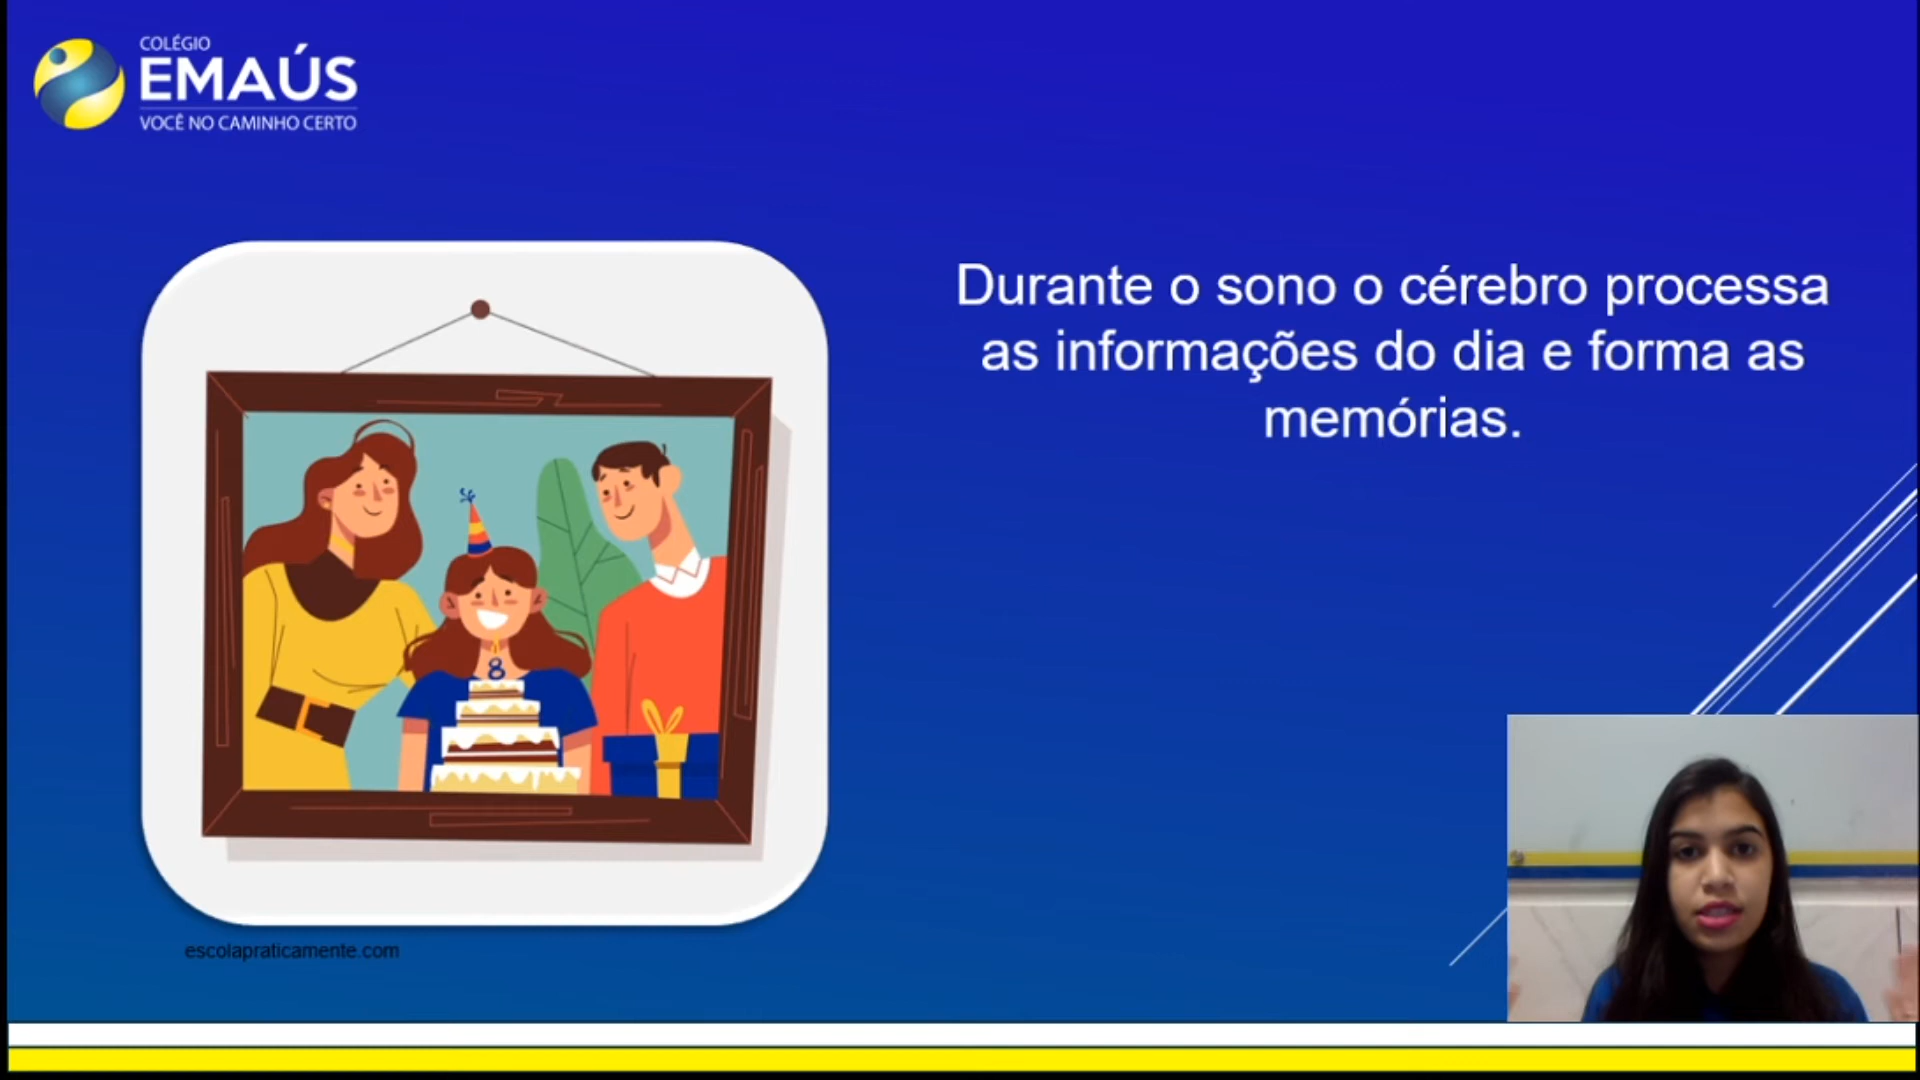 COLÉGIO
EMAÚS
VOCÊ NO CAMINHO CERTO
Durante o sono o cérebro processa
as informações do dia e forma as
memórias.
8
escolapraticamente.com